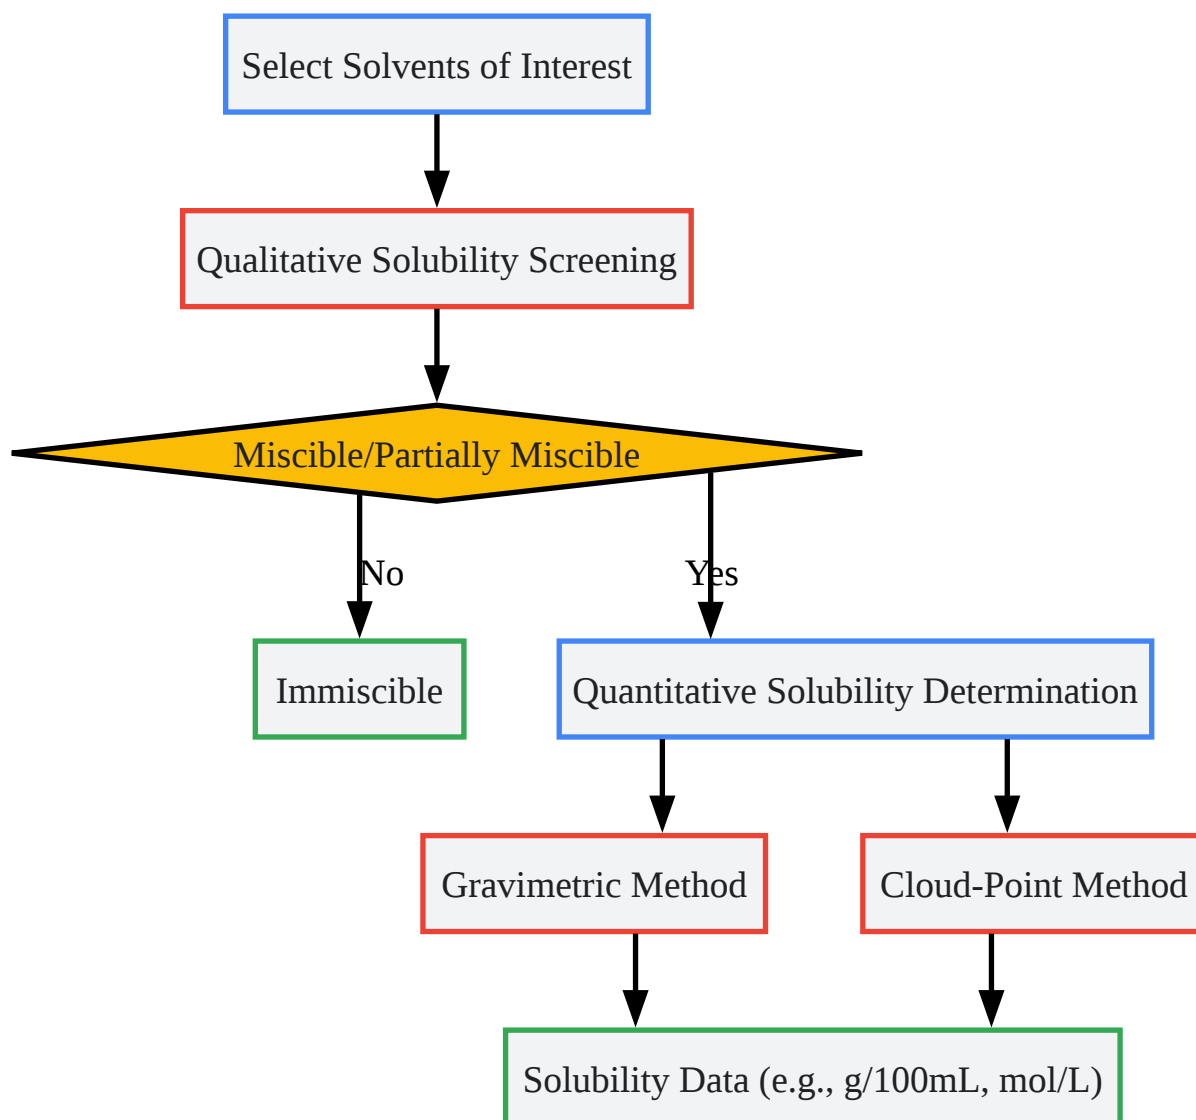 Select Solvents of Interest
Qualitative Solubility Screening
Miscible/Partially Miscible
No
Yes
Immiscible
Quantitative Solubility Determination
Gravimetric Method
Cloud-Point Method
Solubility Data (e.g., g/100mL, mol/L)